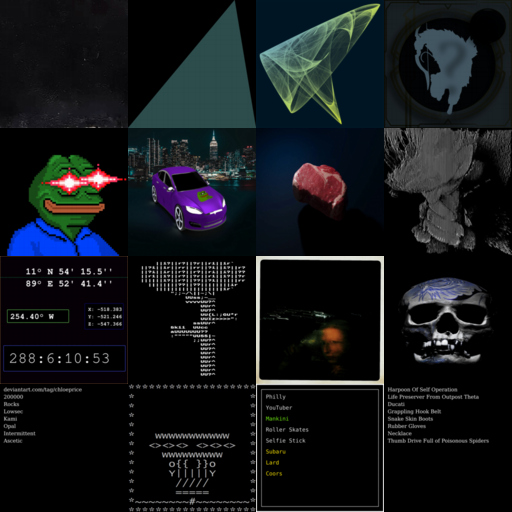 11° N 54' 15.5''
89° E 52' 41.4''
254.40° W
X: -518.383
Y: -521.246
Z: -547.366
288:6:10:53
deviantart.com/tag/chloeprice
200000
Rocks
Lowsec
Kami
Opal
Intermittent
Ascetic
wwwwwwwwwww
<><><> <><><>
wwwwwwwww
o{{ }}o
Y|||||Y
/////
=====
~~~~~~~~#~~~~~~~~
Philly
YouTuber
Mankini
Roller Skates
Selfie Stick
Subaru
Lard
Coors
Harpoon Of Self Operation
Life Preserver From Outpost Theta
Ducati
Grappling Hook Belt
Snake Skin Boots
Rubber Gloves
Necklace
Thumb Drive Full of Poisonous Spiders